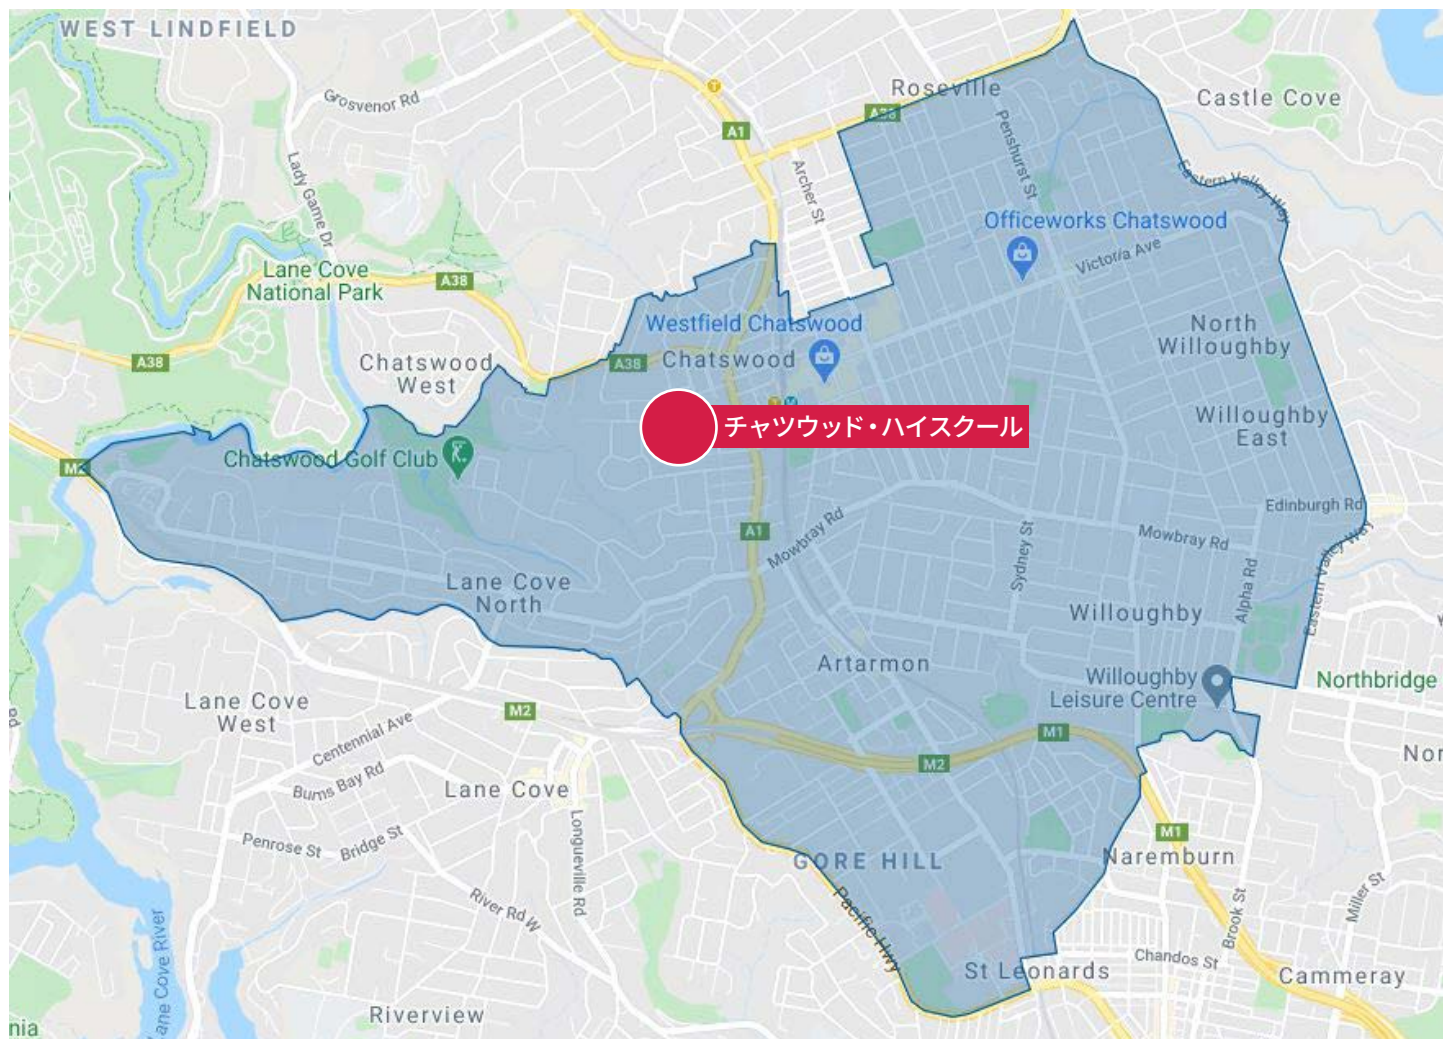 WEST LINDFIELD
Grosvenor Rd
Roseville
Castle Cove
A38
A1
Penshurst St
Archer St
Lady Game Dr
Eastern Valley Way
Officeworks Chatswood
Victoria Ave
Lane Cove
National Park
A38
Westfield Chatswood
North
Willoughby
A38
Chatswood
West
A38
Chatswood
Willoughby
East
チャツウッド・ハイスクール
Chatswood Golf Club
M2
Edinburgh Rd
A1
Mowbray Rd
Mowbray Rd
Sydney St
Alpha Rd
Eastern Valley Way
Lane Cove
North
Willoughby
Artarmon
Willoughby
Leisure Centre
Northbridge
Lane Cove
West
M2
Centennial Ave
M1
M2
Nor
Burns Bay Rd
Lane Cove
Longueville Rd
M1
Penrose St
Bridge St
GORE HILL
Naremburn
Miller St
River Rd W
Pacific Hwy
Brook St
Lane Cove River
St Leonards
Chandos St
Cammeray
Riverview
nia